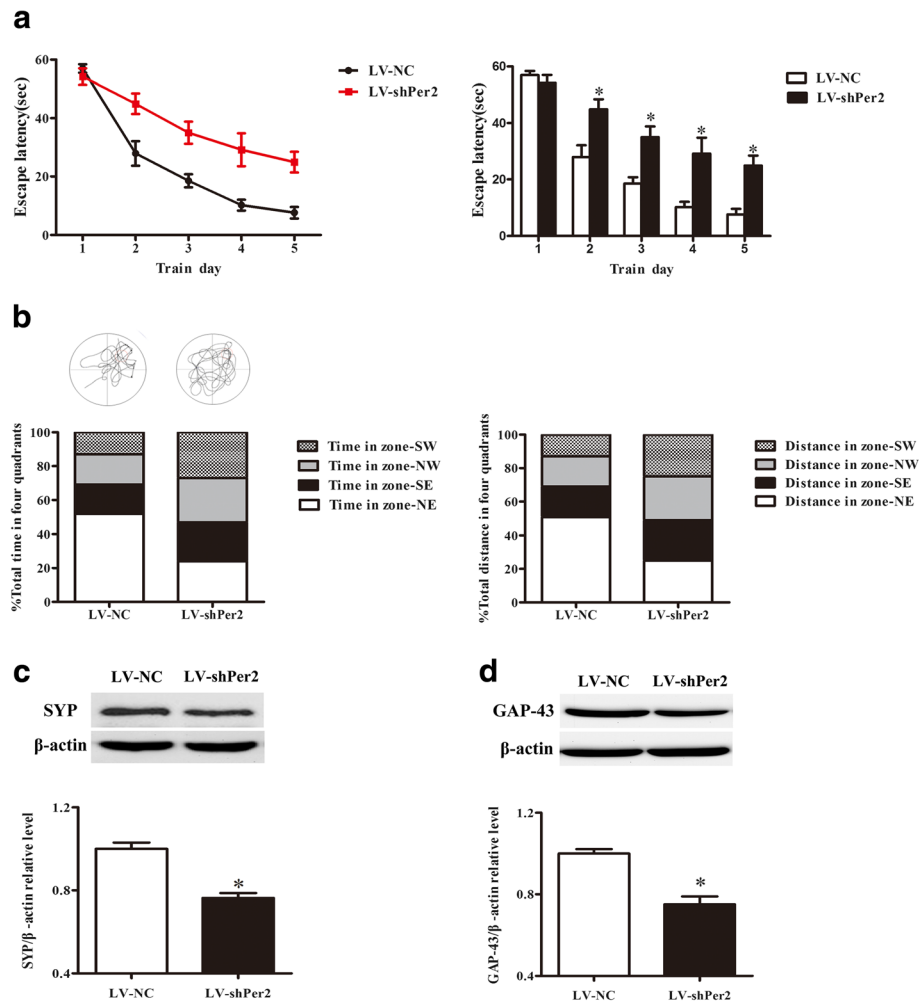 a
60
40
20
0
Escape latency(sec)
1 2 3 4 5
Train day
LV-NC
LV-shPer2
60
40
20
0
Escape latency(sec)
* * * *
1 2 3 4 5
Train day
LV-NC
LV-shPer2
b
100
80
60
40
20
0
%Total time in four quadrants
LV-NC LV-shPer2
Time in zone-SW
Time in zone-NW
Time in zone-SE
Time in zone-NE
100
80
60
40
20
0
%Total distance in four quadrants
LV-NC LV-shPer2
Distance in zone-SW
Distance in zone-NW
Distance in zone-SE
Distance in zone-NE
c
LV-NC LV-shPer2
SYP
β-actin
1.2
0.8
0.4
SYP/β -actin relative level
*
LV-NC LV-shPer2
d
LV-NC LV-shPer2
GAP-43
β-actin
1.2
0.8
0.4
GAP-43/β -actin relative level
*
LV-NC LV-shPer2